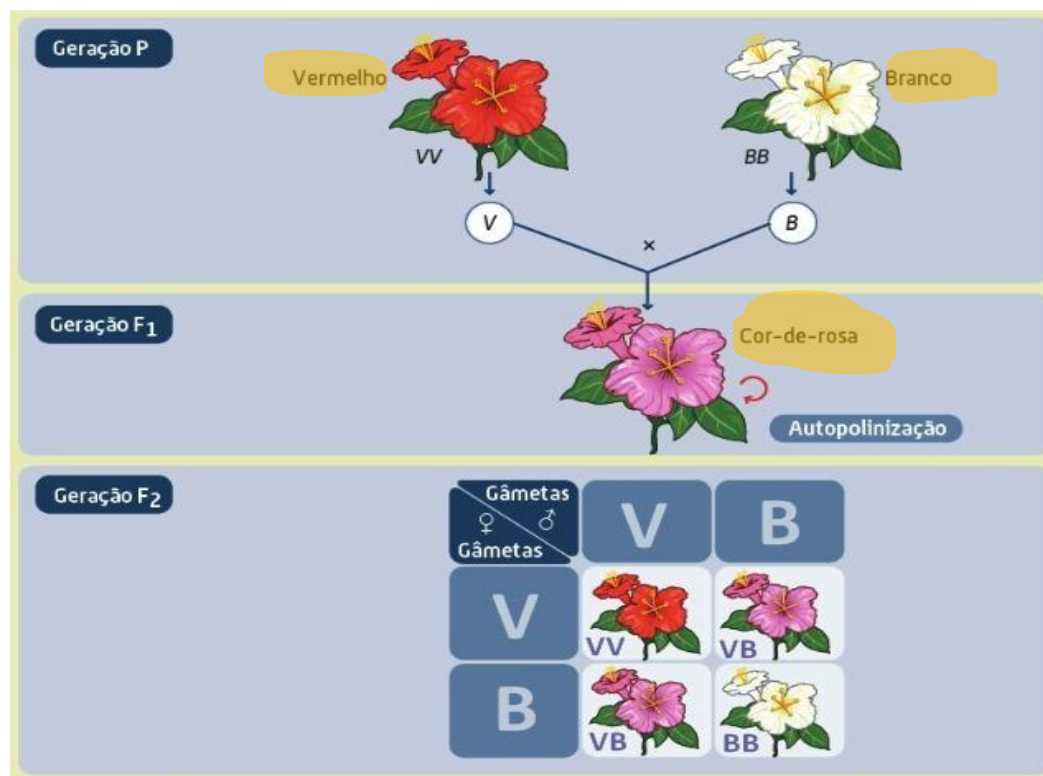 Geração P
Vermelho
Branco
VV
BB
V
B
×
Geração F1
Cor-de-rosa
Autopolinização
Geração F2
Gâmetas
♀ ♂
Gâmetas
V B
V
VV VB
B
VB BB